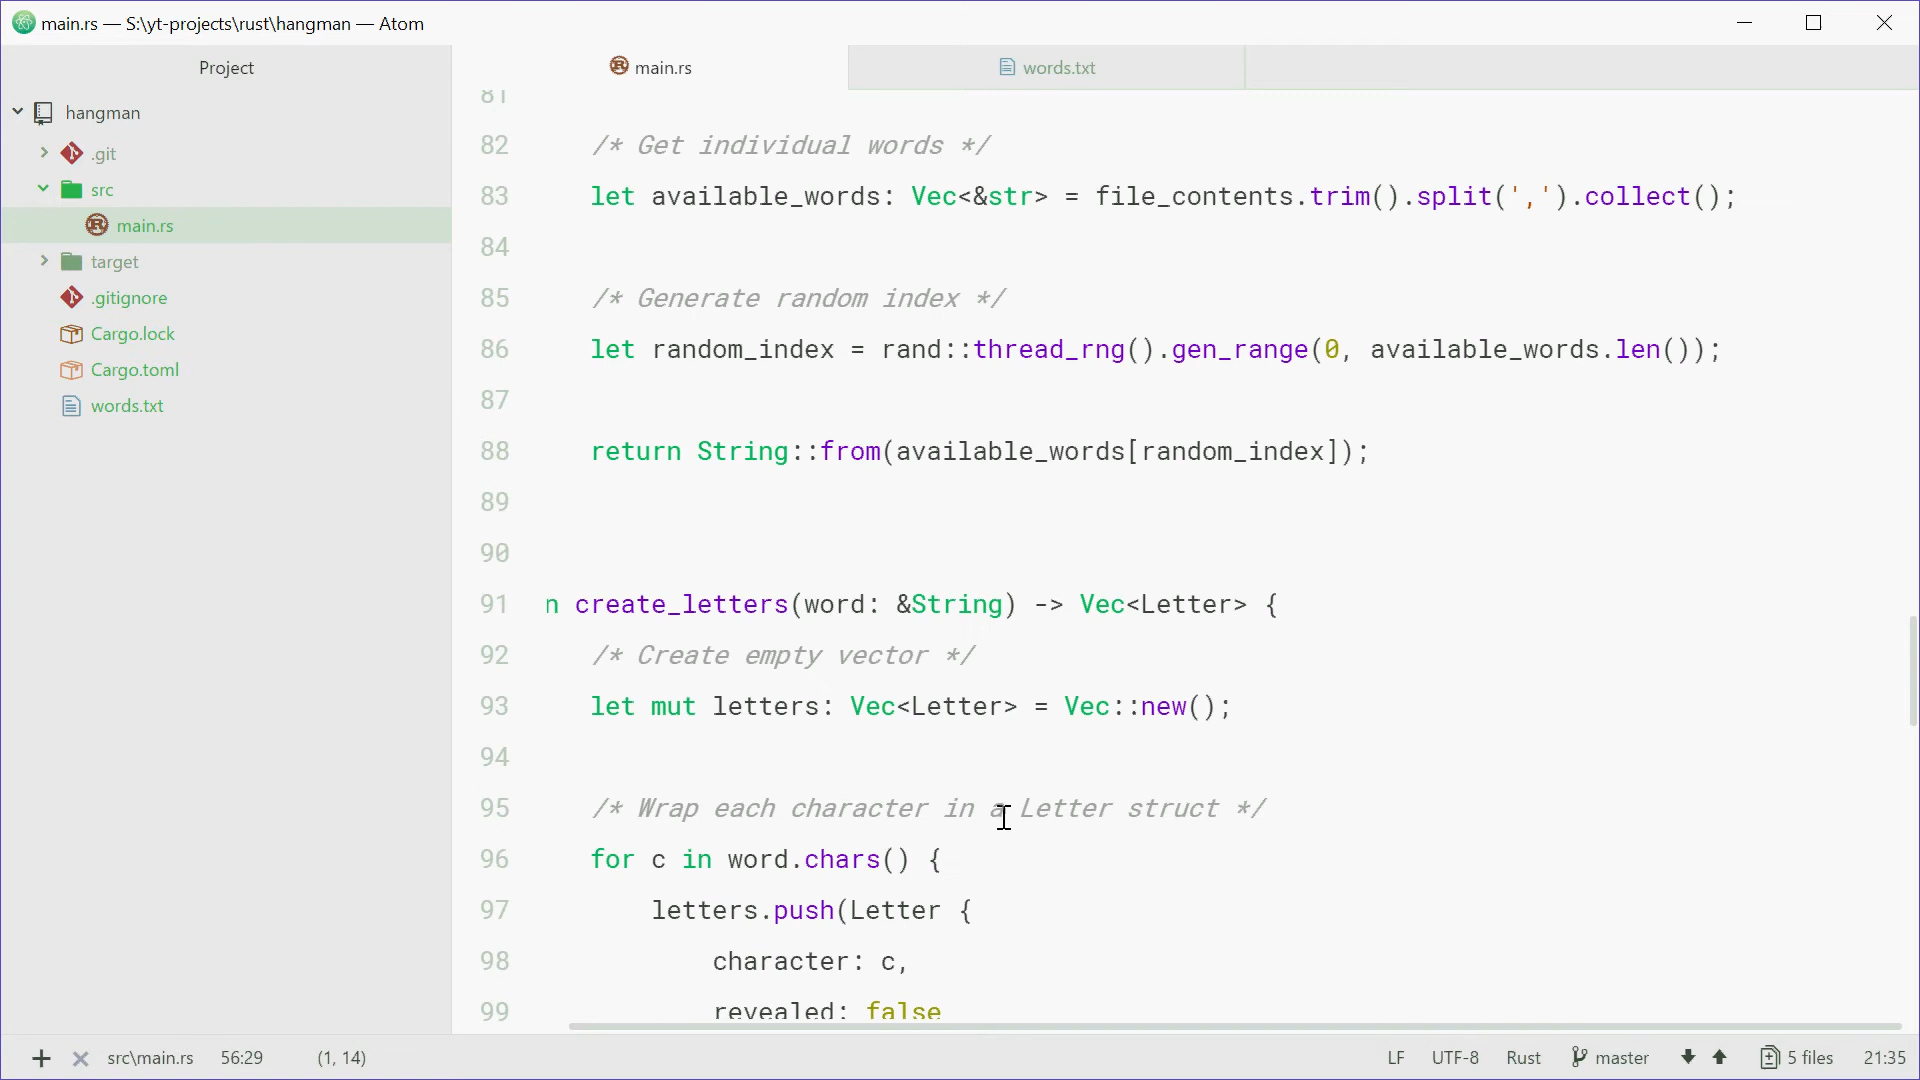 main.rs — S:\yt-projects\rust\hangman — Atom
Project
hangman
.git
src
main.rs
target
.gitignore
Cargo.lock
Cargo.toml
words.txt
main.rs
words.txt
81
82 /* Get individual words */
83 let available_words: Vec<&str> = file_contents.trim().split(',').collect();
84
85 /* Generate random index */
86 let random_index = rand::thread_rng().gen_range(0, available_words.len());
87
88 return String::from(available_words[random_index]);
89
90
91 n create_letters(word: &String) -> Vec<Letter> {
92 /* Create empty vector */
93 let mut letters: Vec<Letter> = Vec::new();
94
95 /* Wrap each character in a Letter struct */
96 for c in word.chars() {
97 letters.push(Letter {
98 character: c,
99 revealed: false
src\main.rs 56:29 (1, 14) LF UTF-8 Rust master 5 files 21:35